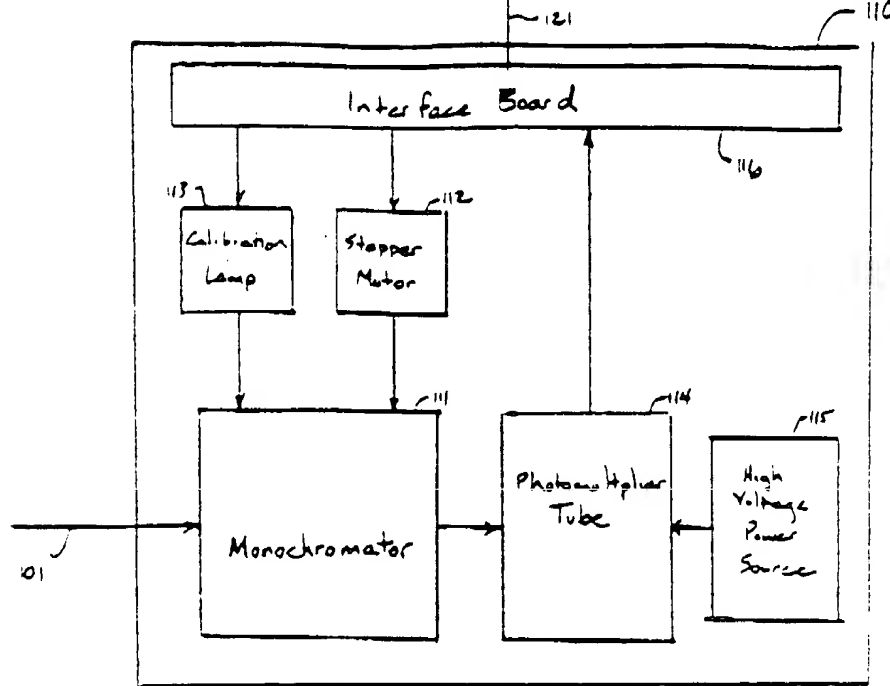 121
110
Interface Board
116
113
112
Calibration
Lamp
Stepper
Motor
111
114
115
Monochromator
Photomultplier
Tube
High
Voltage
Power
Source
101